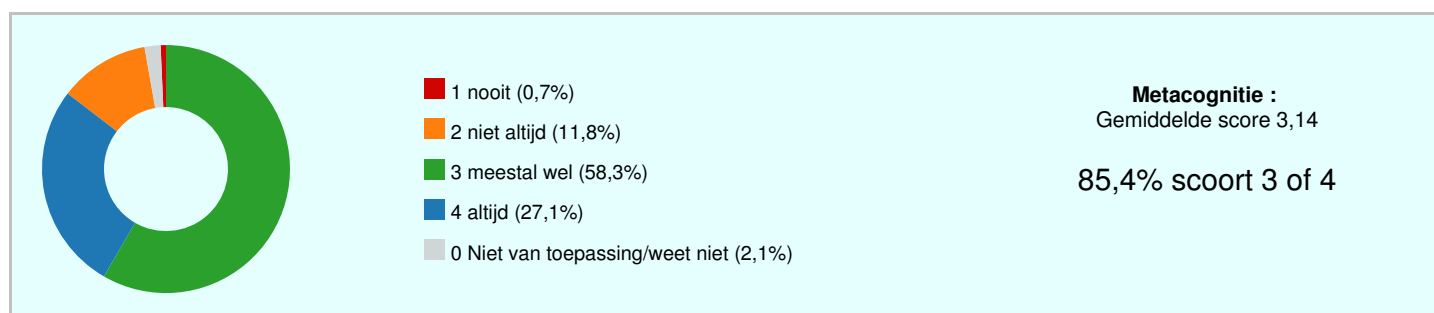 1 nooit (0,7%)
2 niet altijd (11,8%)
3 meestal wel (58,3%)
4 altijd (27,1%)
0 Niet van toepassing/weet niet (2,1%)
Metacognitie :
Gemiddelde score 3,14
85,4% scoort 3 of 4